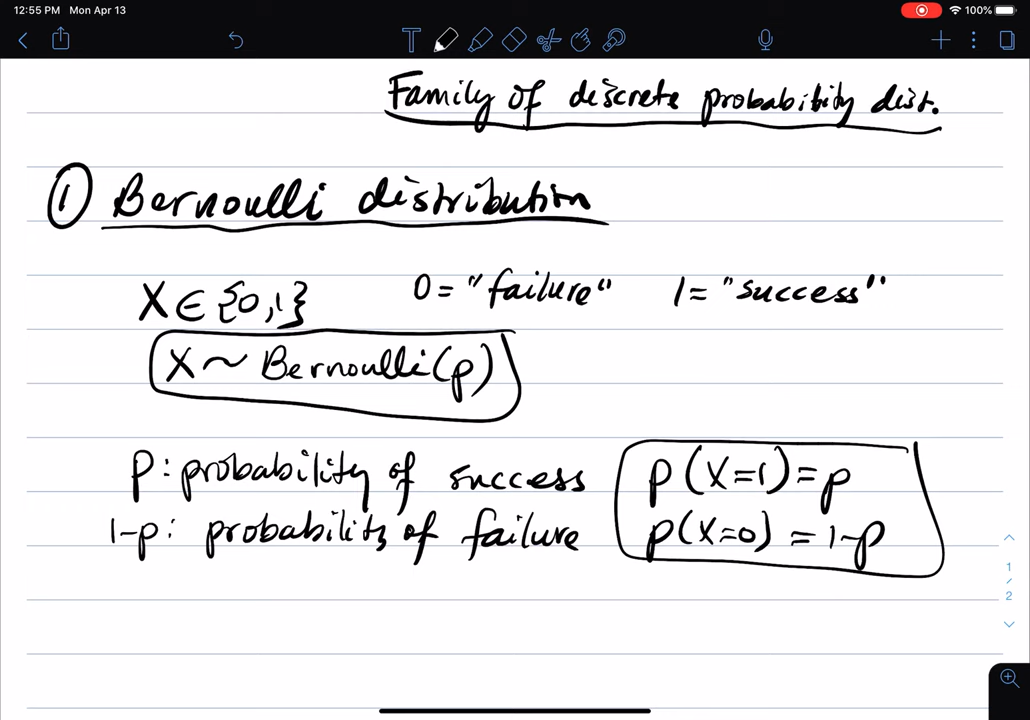 12:55 PM Mon Apr 13
100%
T
Family of discrete probability dist.
① Bernoulli distribution
X ∈ {0,1} 0 = "failure" 1 = "success"
X ~ Bernoulli(p)
p: probability of success p(X=1) = p
1-p: probability of failure p(X=0) = 1-p
1
/
2